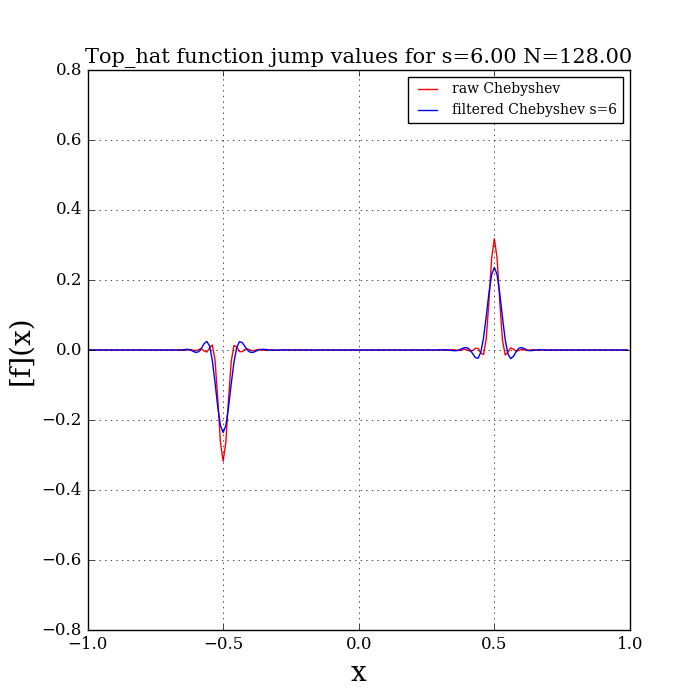 Top_hat function jump values for s=6.00 N=128.00
raw Chebyshev
filtered Chebyshev s=6
0.8
0.6
0.4
0.2
0.0
−0.2
−0.4
−0.6
−0.8
[f](x)
−1.0 −0.5 0.0 0.5 1.0
x